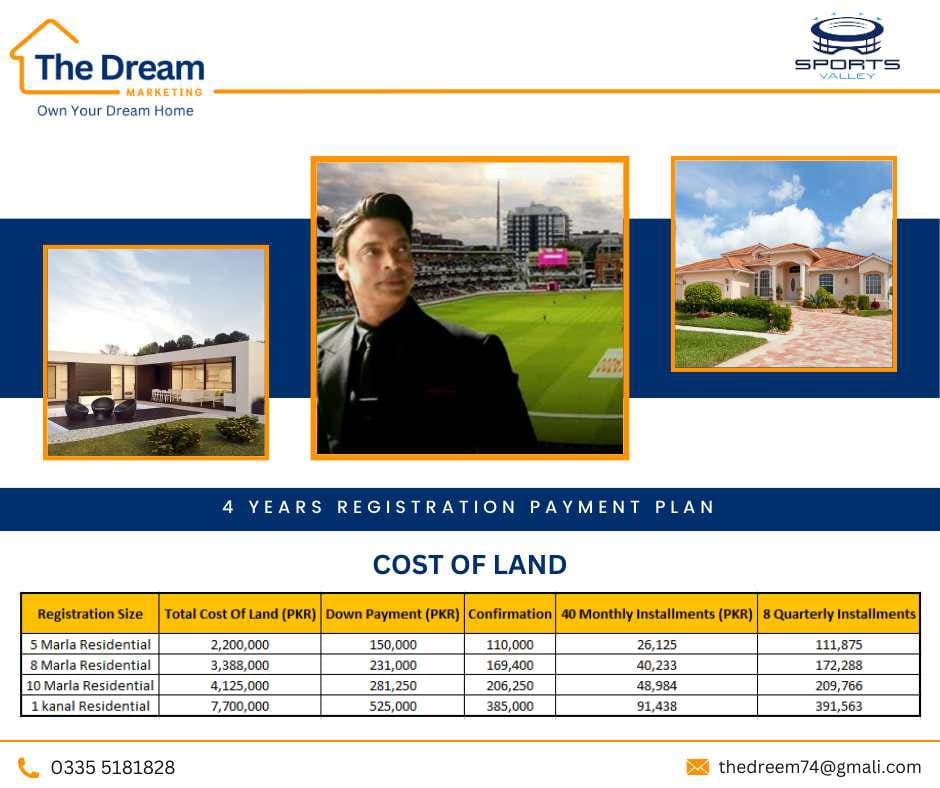 The Dream
MARKETING
Own Your Dream Home
SPORTS
VALLEY
4 YEARS REGISTRATION PAYMENT PLAN
COST OF LAND
Registration Size Total Cost Of Land (PKR) Down Payment (PKR) Confirmation 40 Monthly Installments (PKR) 8 Quarterly Installments
5 Marla Residential 2,200,000 150,000 110,000 26,125 111,875
8 Marla Residential 3,388,000 231,000 169,400 40,233 172,288
10 Marla Residential 4,125,000 281,250 206,250 48,984 209,766
1 kanal Residential 7,700,000 525,000 385,000 91,438 391,563
0335 5181828
thedreem74@gmali.com